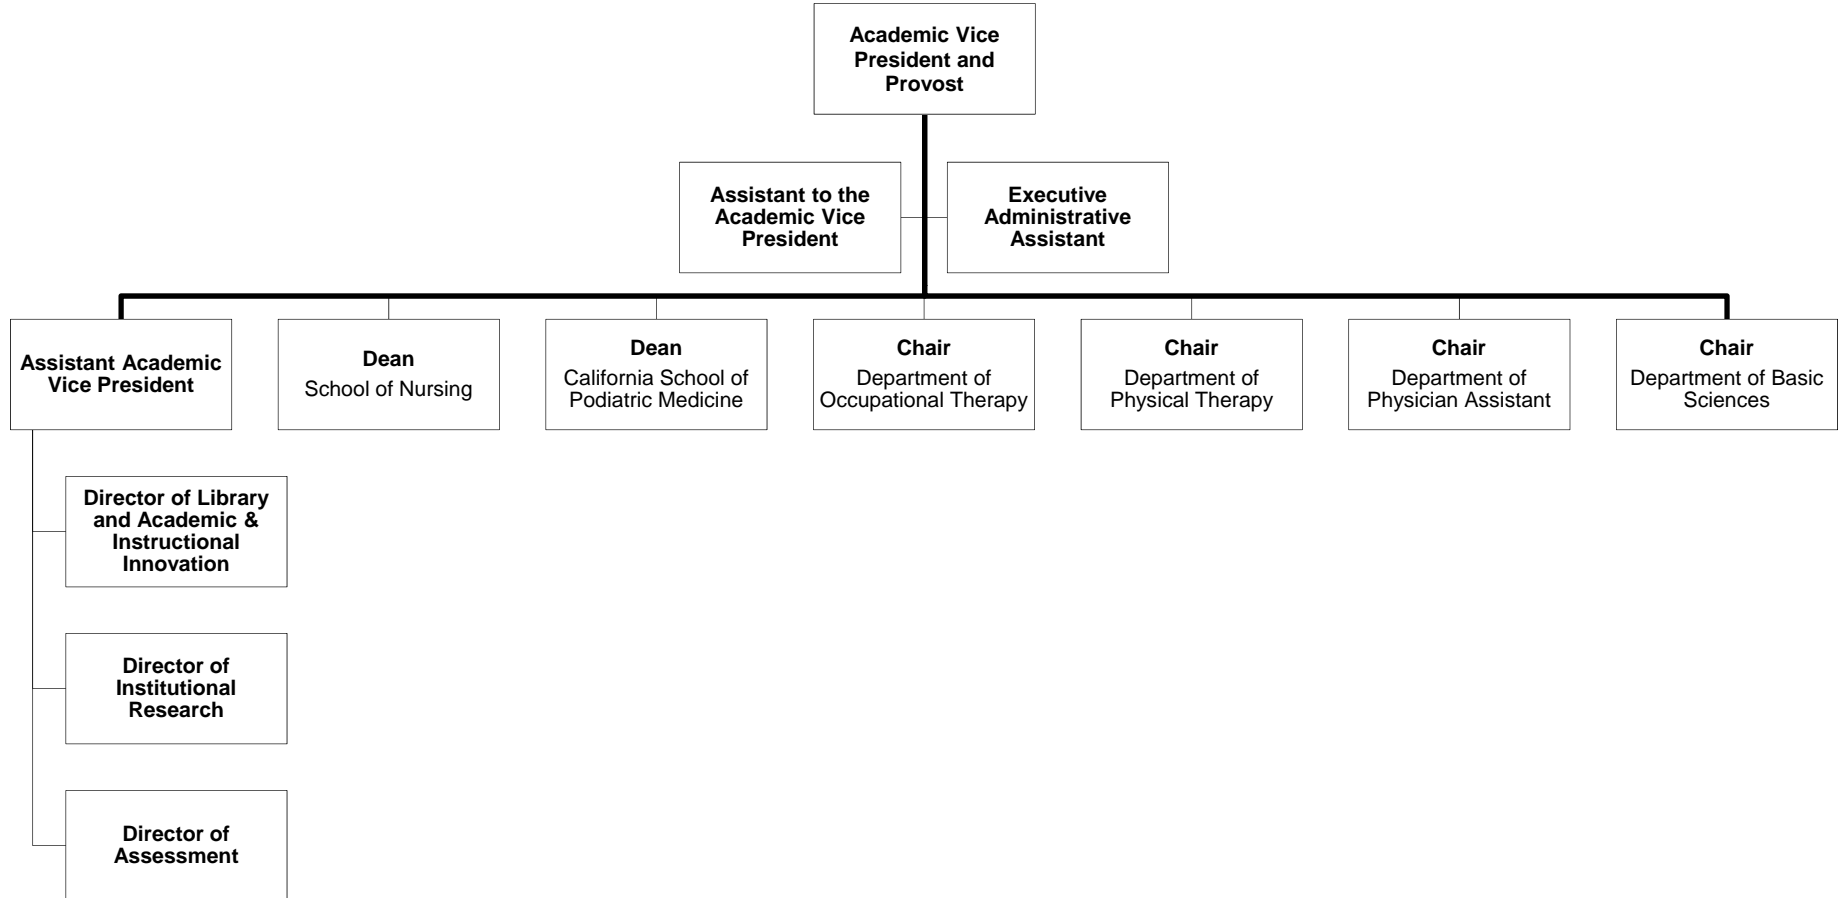 Academic Vice
President and
Provost
Assistant to the
Academic Vice
President
Executive
Administrative
Assistant
Assistant Academic
Vice President
Dean
School of Nursing
Dean
California School of
Podiatric Medicine
Chair
Department of
Occupational Therapy
Chair
Department of
Physical Therapy
Chair
Department of
Physician Assistant
Chair
Department of Basic
Sciences
Director of Library
and Academic &
Instructional
Innovation
Director of
Institutional
Research
Director of
Assessment